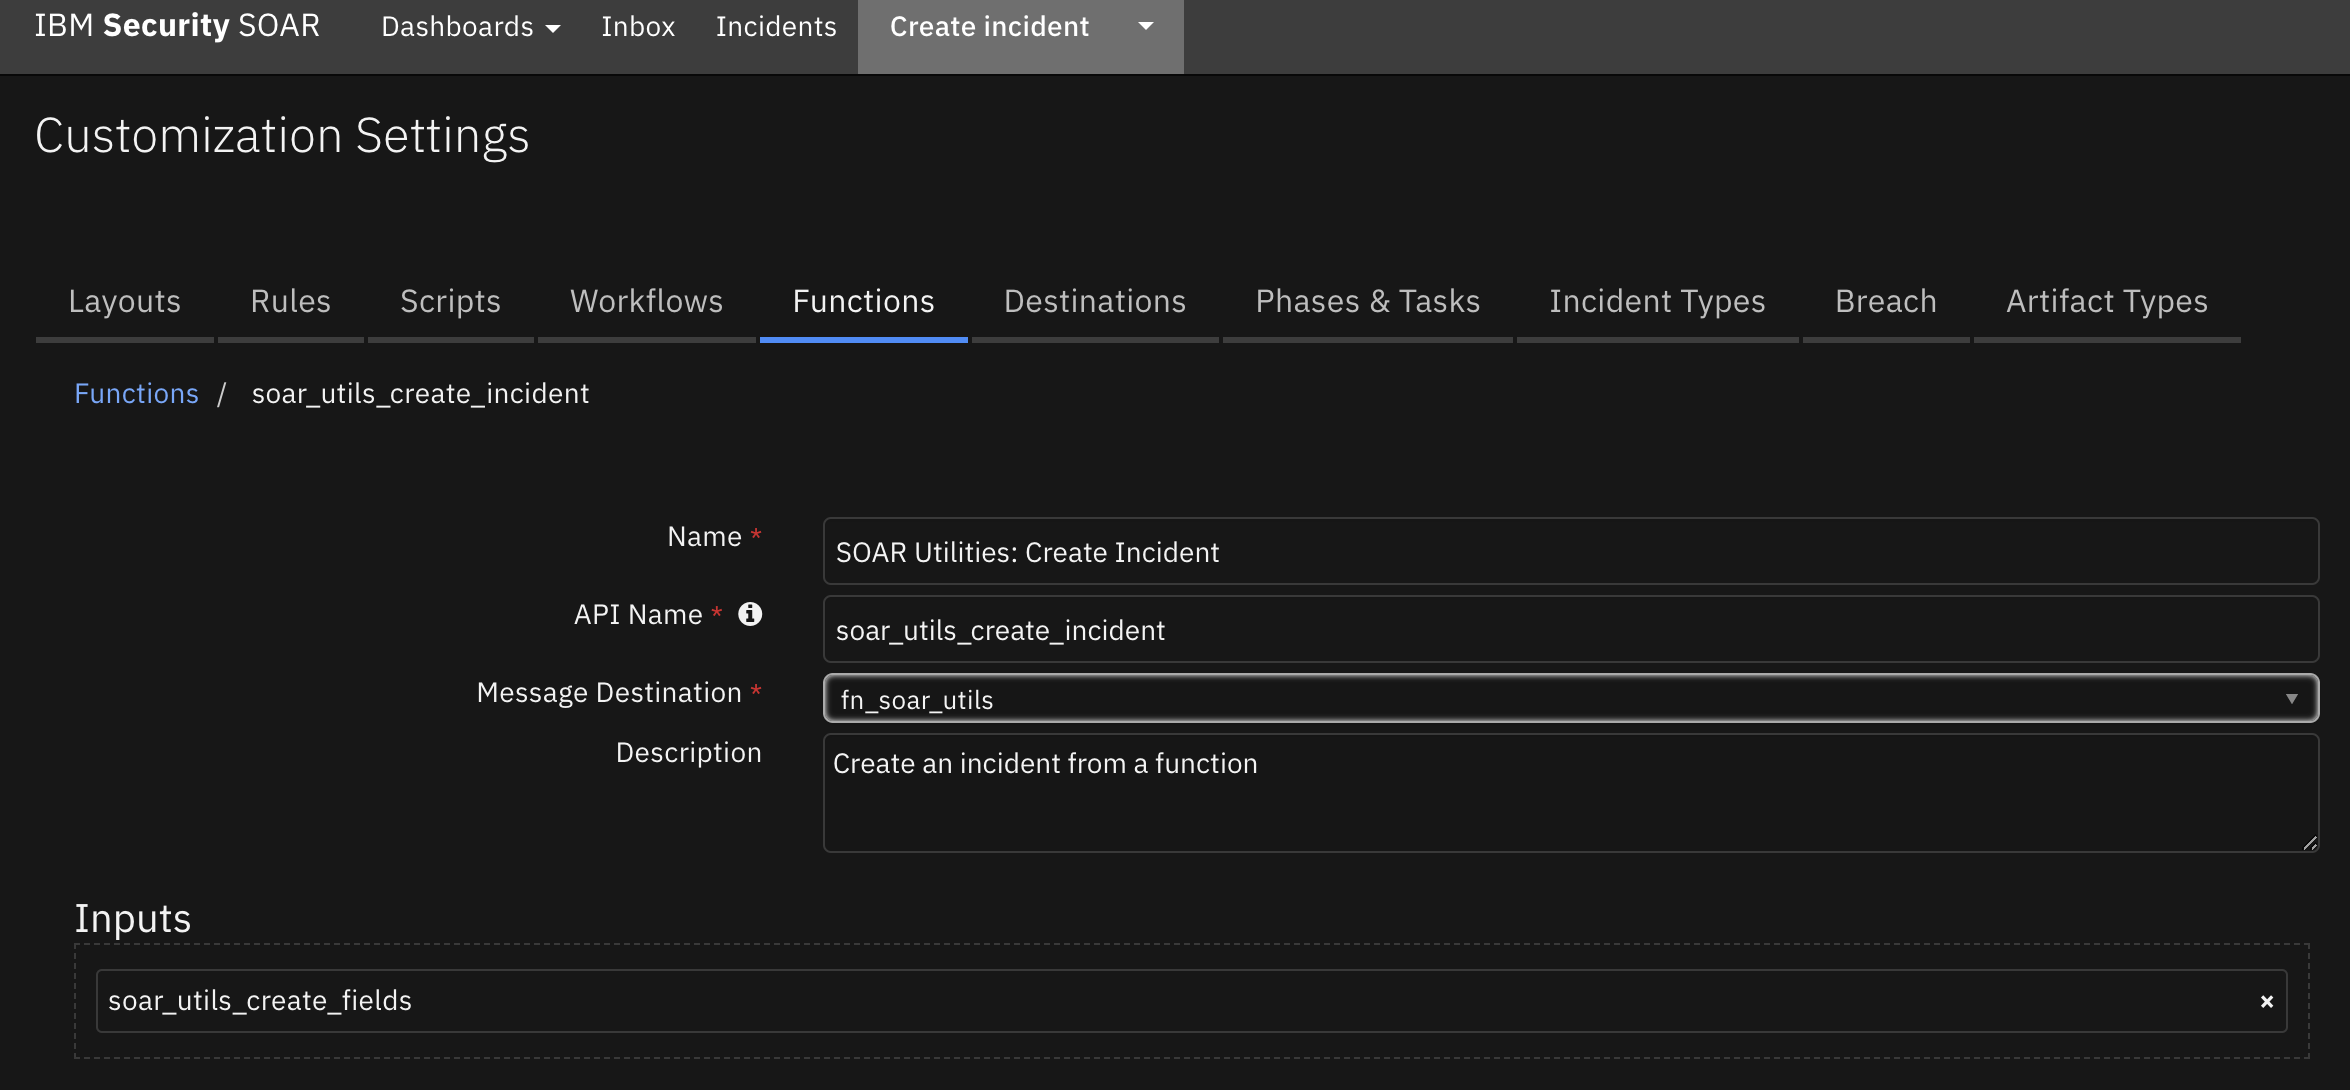 IBM Security SOAR Dashboards Inbox Incidents Create incident
Customization Settings
Layouts Rules Scripts Workflows Functions Destinations Phases & Tasks Incident Types Breach Artifact Types
Functions / soar_utils_create_incident
Name * SOAR Utilities: Create Incident
API Name * soar_utils_create_incident
Message Destination * fn_soar_utils
Description Create an incident from a function
Inputs
soar_utils_create_fields